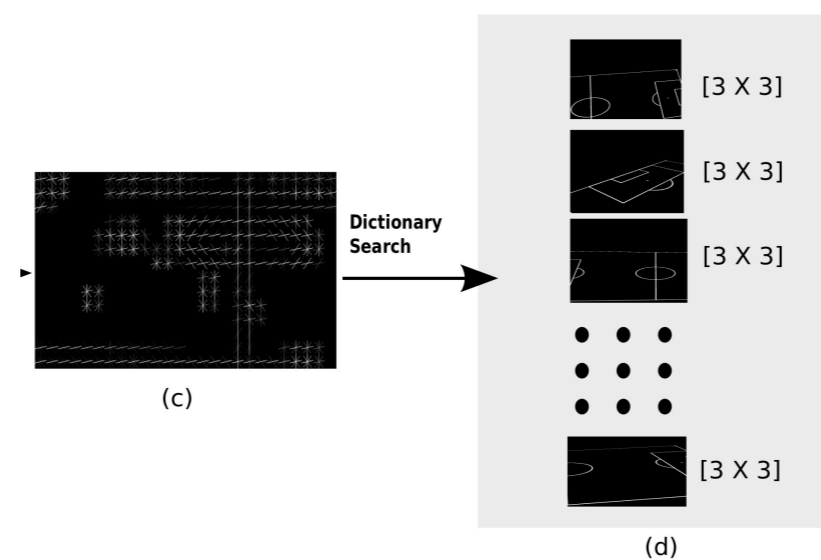 [3 X 3]
[3 X 3]
Dictionary
Search
[3 X 3]
(c)
[3 X 3]
(d)